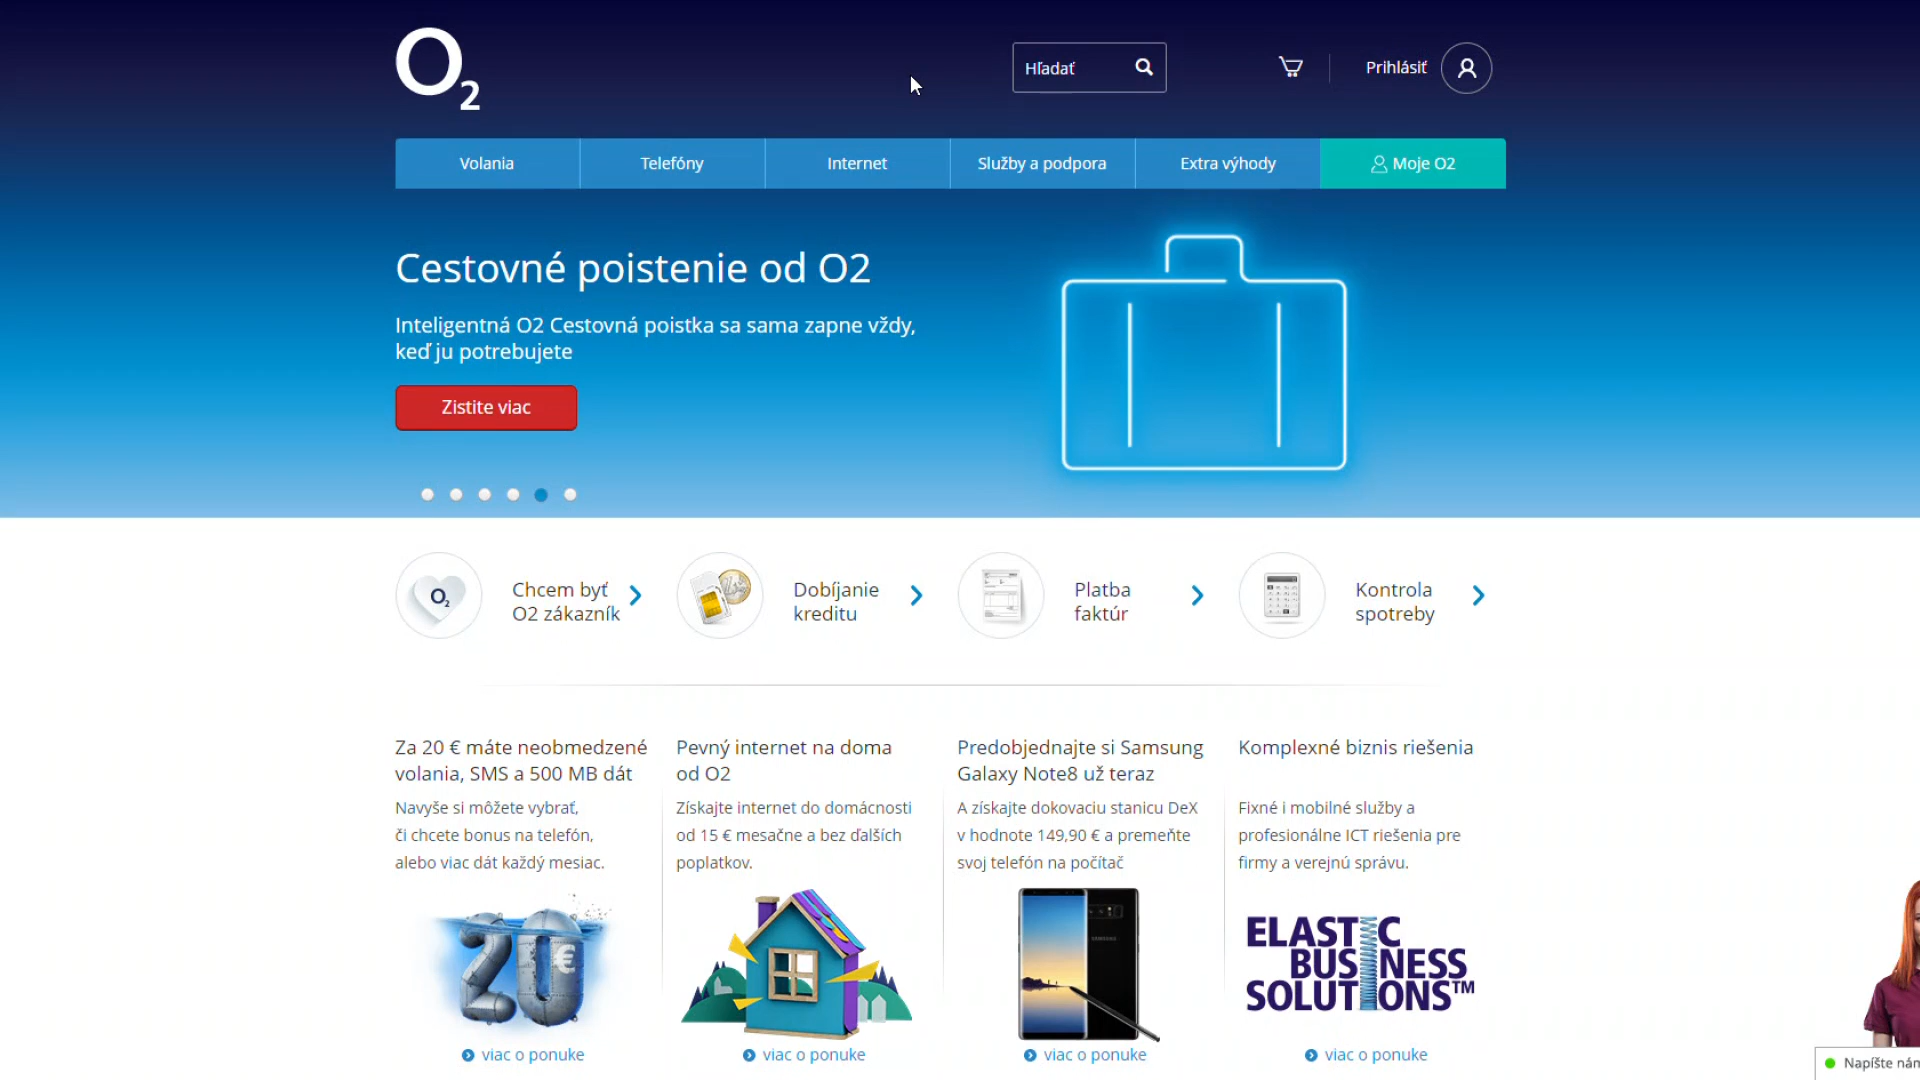 O2
Hľadať
Prihlásiť
Volania
Telefóny
Internet
Služby a podpora
Extra výhody
Moje O2
Cestovné poistenie od O2
Inteligentná O2 Cestovná poistka sa sama zapne vždy,
keď ju potrebujete
Zistite viac
O2
Chcem byť
O2 zákazník
Dobíjanie
kreditu
Platba
faktúr
Kontrola
spotreby
Za 20 € máte neobmedzené
volania, SMS a 500 MB dát
Navyše si môžete vybrať,
či chcete bonus na telefón,
alebo viac dát každý mesiac.
20 €
viac o ponuke
Pevný internet na doma
od O2
Získajte internet do domácnosti
od 15 € mesačne a bez ďalších
poplatkov.
viac o ponuke
Predobjednajte si Samsung
Galaxy Note8 už teraz
A získajte dokovaciu stanicu DeX
v hodnote 149,90 € a premeňte
svoj telefón na počítač
SAMSUNG
viac o ponuke
Komplexné biznis riešenia
Fixné i mobilné služby a
profesionálne ICT riešenia pre
firmy a verejnú správu.
ELASTIC
BUSINESS
SOLUTIONS™
viac o ponuke
Napíšte nám